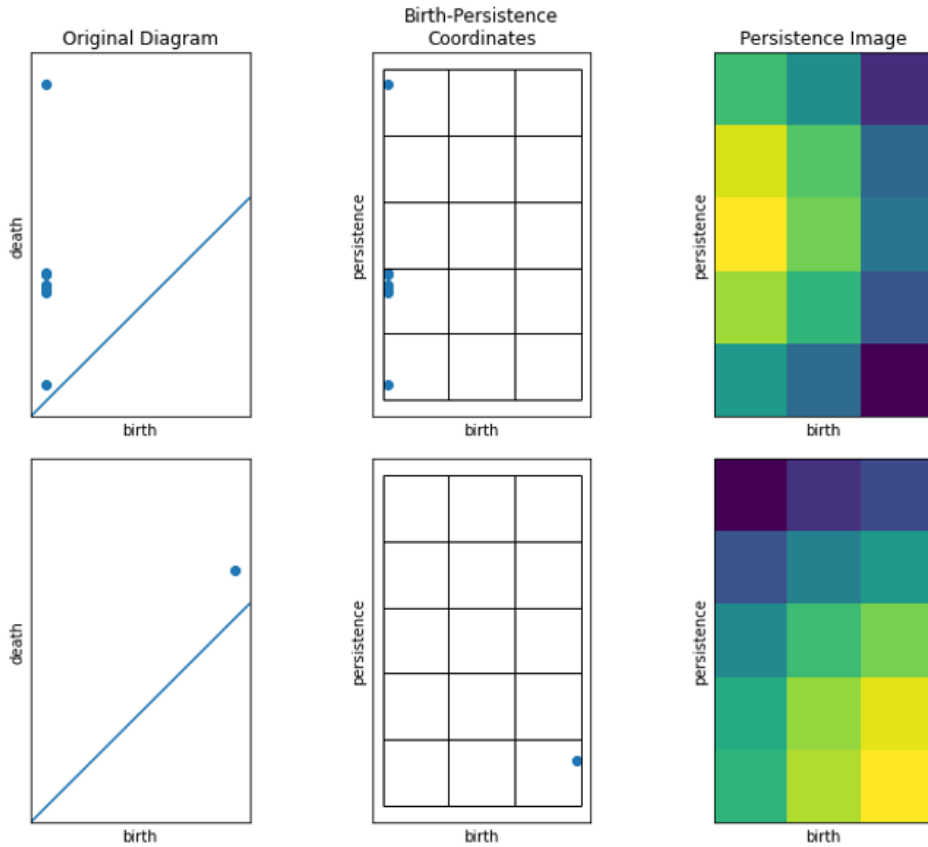 Original Diagram
Birth-Persistence
Coordinates
Persistence Image
death
persistence
persistence
birth
birth
birth
death
persistence
persistence
birth
birth
birth